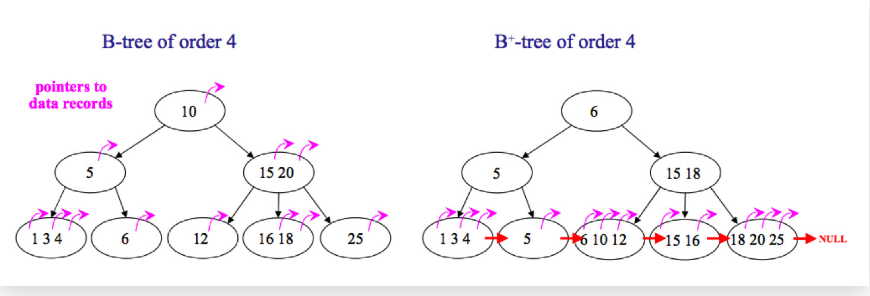 B-tree of order 4
pointers to
data records
10
5
15 20
1 3 4
6
12
16 18
25
B+-tree of order 4
6
5
15 18
1 3 4
5
6 10 12
15 16
18 20 25
NULL